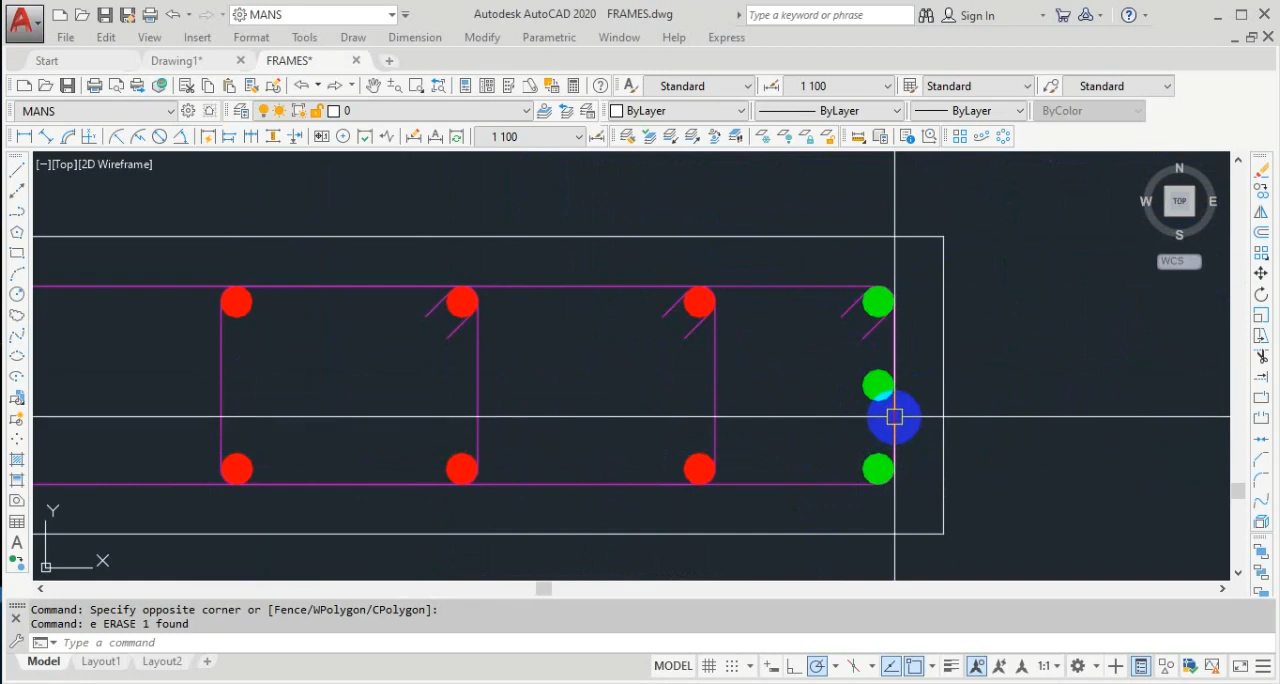 MANS
Autodesk AutoCAD 2020 FRAMES.dwg
Type a keyword or phrase
Sign In
File Edit View Insert Format Tools Draw Dimension Modify Parametric Window Help Express
Start Drawing1* FRAMES*
Standard 1 100 Standard Standard
MANS 0 ByLayer ByLayer ByLayer ByColor
1 100
[−][Top][2D Wireframe]
N
W TOP E
S
WCS
Y
X
Command: Specify opposite corner or [Fence/WPolygon/CPolygon]:
Command: e ERASE 1 found
Type a command
Model Layout1 Layout2 + MODEL 1:1